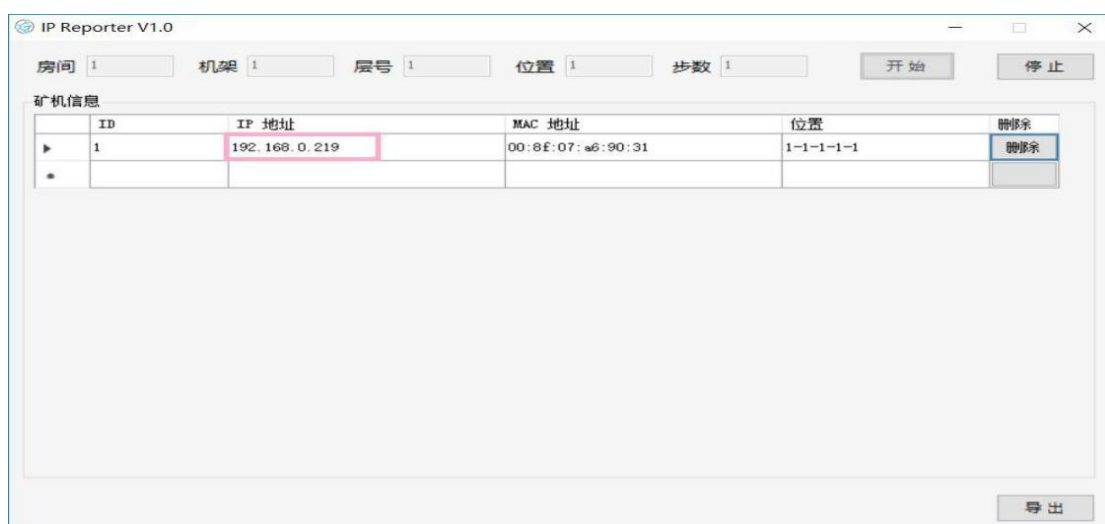 IP Reporter V1.0
房间 1 机架 1 层号 1 位置 1 步数 1 开始 停止
矿机信息
ID IP 地址 MAC 地址 位置 删除
1 192.168.0.219 00:8f:07:a6:90:31 1-1-1-1-1 删除
导出